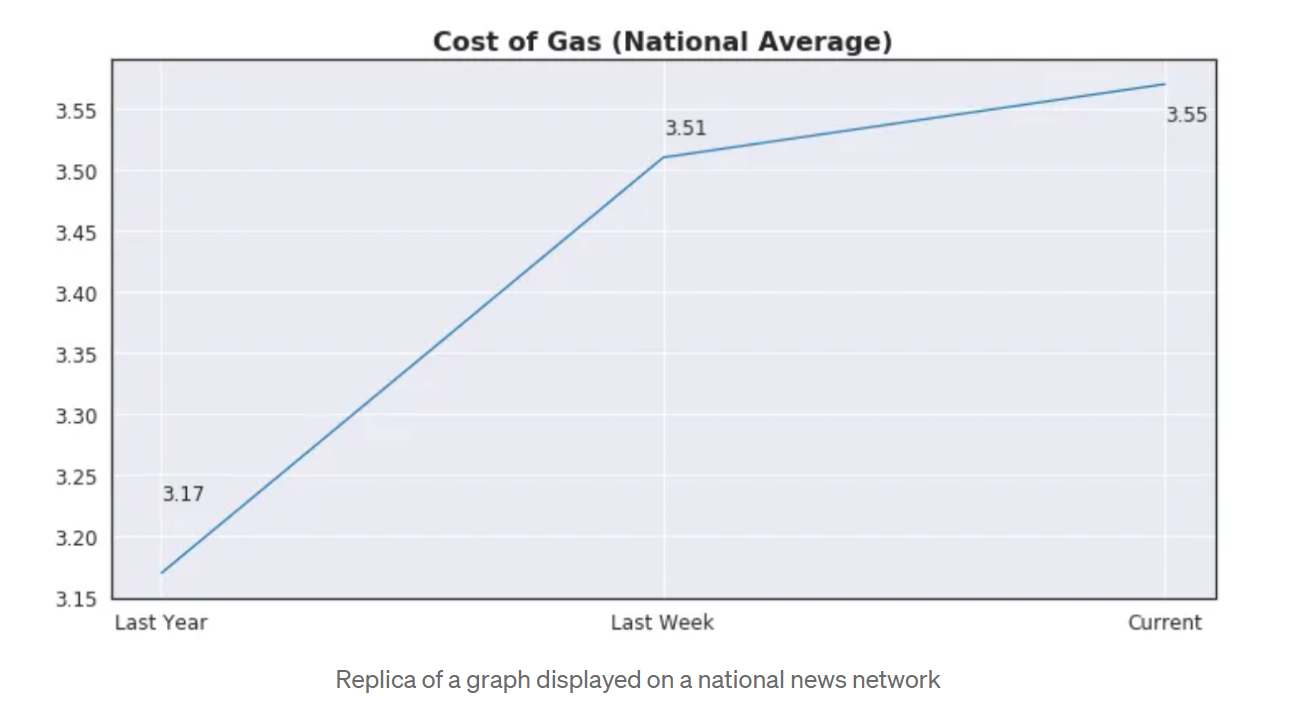 Cost of Gas (National Average)
3.55
3.50
3.45
3.40
3.35
3.30
3.25
3.20
3.15
3.17
3.51
3.55
Last Year
Last Week
Current
Replica of a graph displayed on a national news network